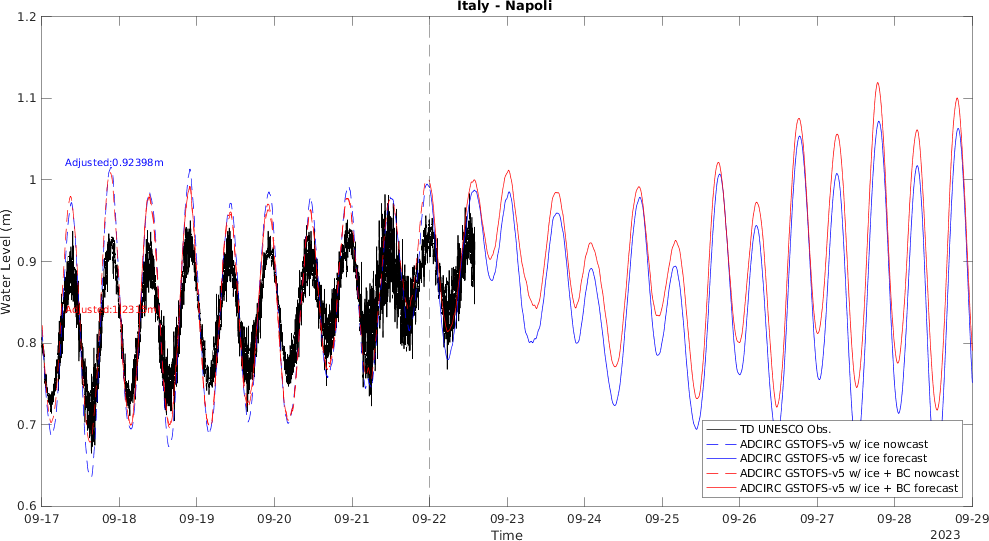 Italy - Napoli
1.2
1.1
1
0.9
0.8
0.7
0.6
Water Level (m)
Adjusted:0.92398m
TD UNESCO Obs.
ADCIRC GSTOFS-v5 w/ ice nowcast
ADCIRC GSTOFS-v5 w/ ice forecast
ADCIRC GSTOFS-v5 w/ ice + BC nowcast
ADCIRC GSTOFS-v5 w/ ice + BC forecast
09-17 09-18 09-19 09-20 09-21 09-22 09-23 09-24 09-25 09-26 09-27 09-28 09-29
Time
2023